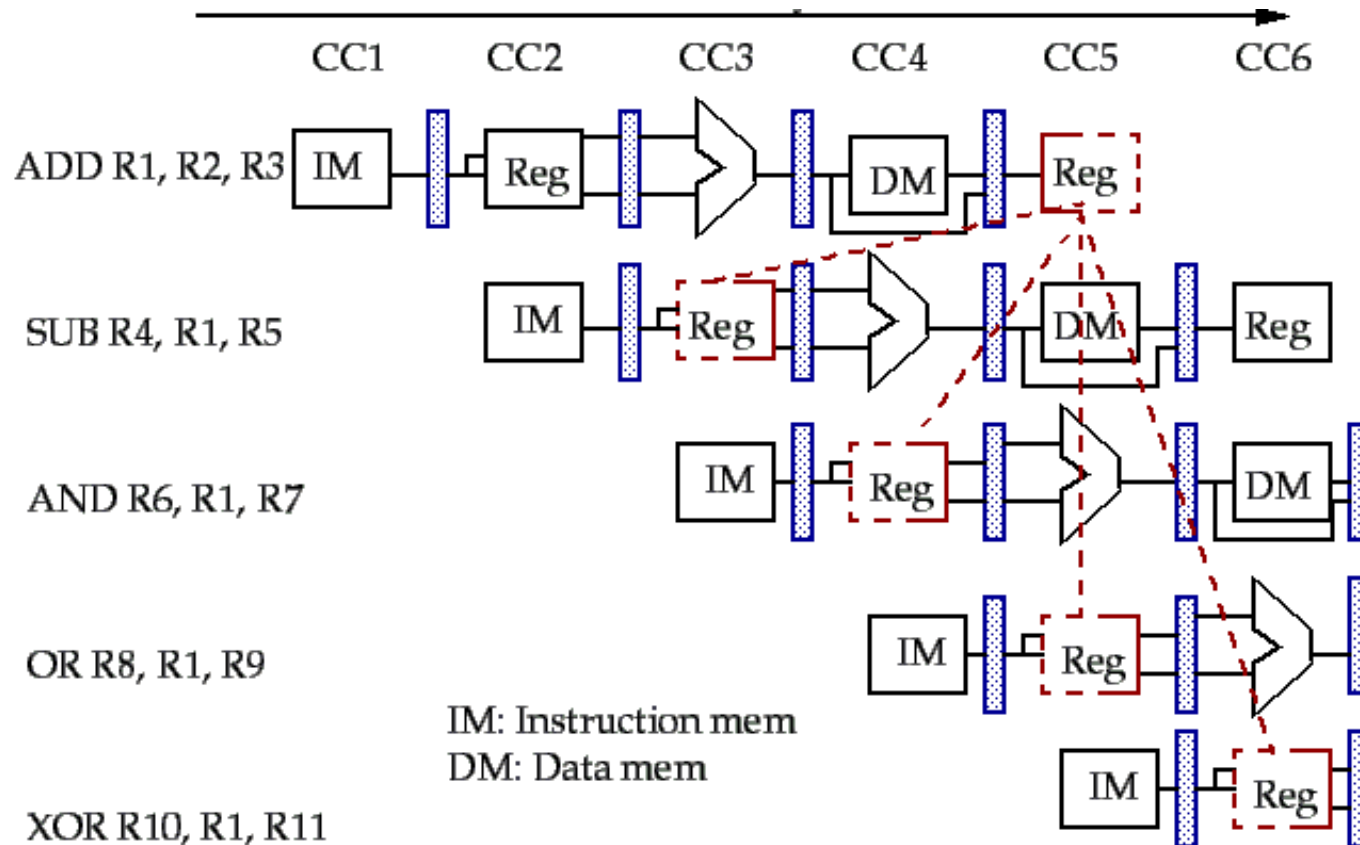 CC1 CC2 CC3 CC4 CC5 CC6
ADD R1, R2, R3 IM Reg DM Reg
SUB R4, R1, R5 IM Reg DM Reg
AND R6, R1, R7 IM Reg DM
OR R8, R1, R9 IM Reg
IM: Instruction mem
DM: Data mem
IM Reg
XOR R10, R1, R11